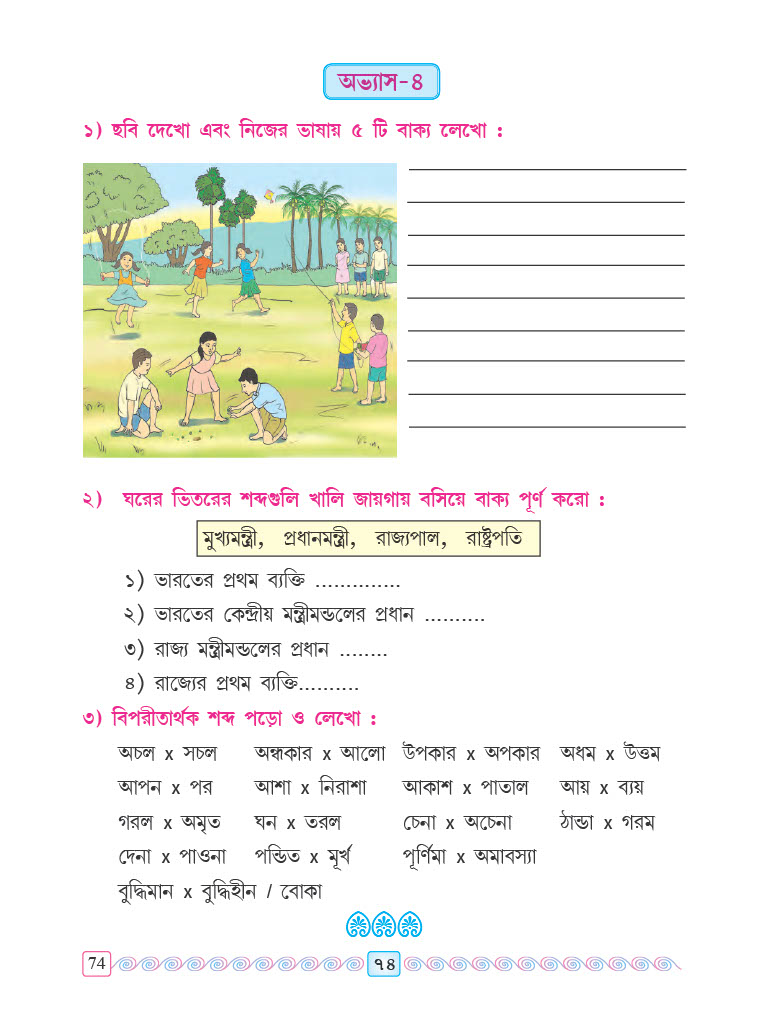 অভ্যাস-৪
১) ছবি দেখো এবং নিজের ভাষায় ৫ টি বাক্য লেখো :
২) ঘরের ভিতরের শব্দগুলি খালি জায়গায় বসিয়ে বাক্য পূর্ণ করো :
মুখ্যমন্ত্রী, প্রধানমন্ত্রী, রাজ্যপাল, রাষ্ট্রপতি
১) ভারতের প্রথম ব্যক্তি ..............
২) ভারতের কেন্দ্রীয় মন্ত্রীমন্ডলের প্রধান ..........
৩) রাজ্য মন্ত্রীমন্ডলের প্রধান ........
৪) রাজ্যের প্রথম ব্যক্তি..........
৩) বিপরীতার্থক শব্দ পড়ো ও লেখো :
অচল x সচল অন্ধকার x আলো উপকার x অপকার অধম x উত্তম
আপন x পর আশা x নিরাশা আকাশ x পাতাল আয় x ব্যয়
গরল x অমৃত ঘন x তরল চেনা x অচেনা ঠান্ডা x গরম
দেনা x পাওনা পন্ডিত x মূর্খ পূর্ণিমা x অমাবস্যা
বুদ্ধিমান x বুদ্ধিহীন / বোকা
74 ৭৪